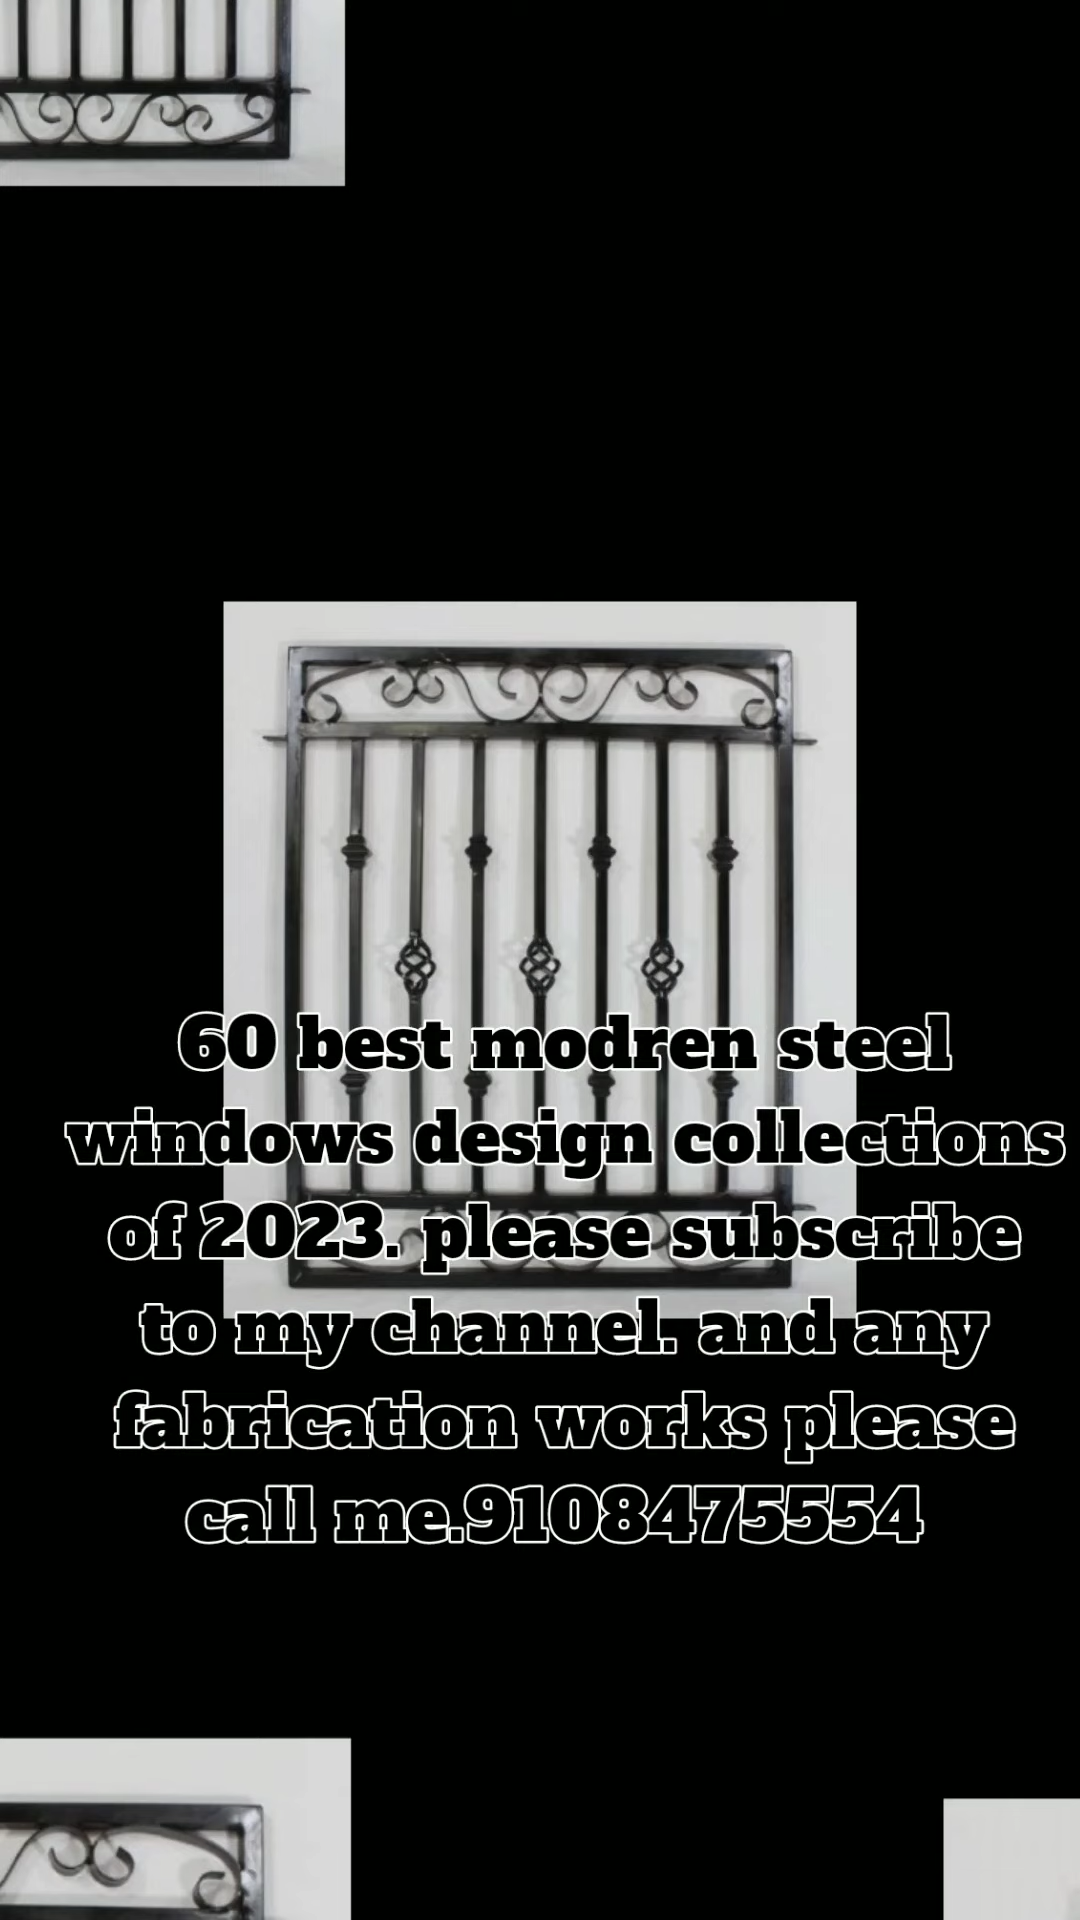 60 best modren steel
windows design collections
of 2023. please subscribe
to my channel. and any
fabrication works please
call me.9108475554